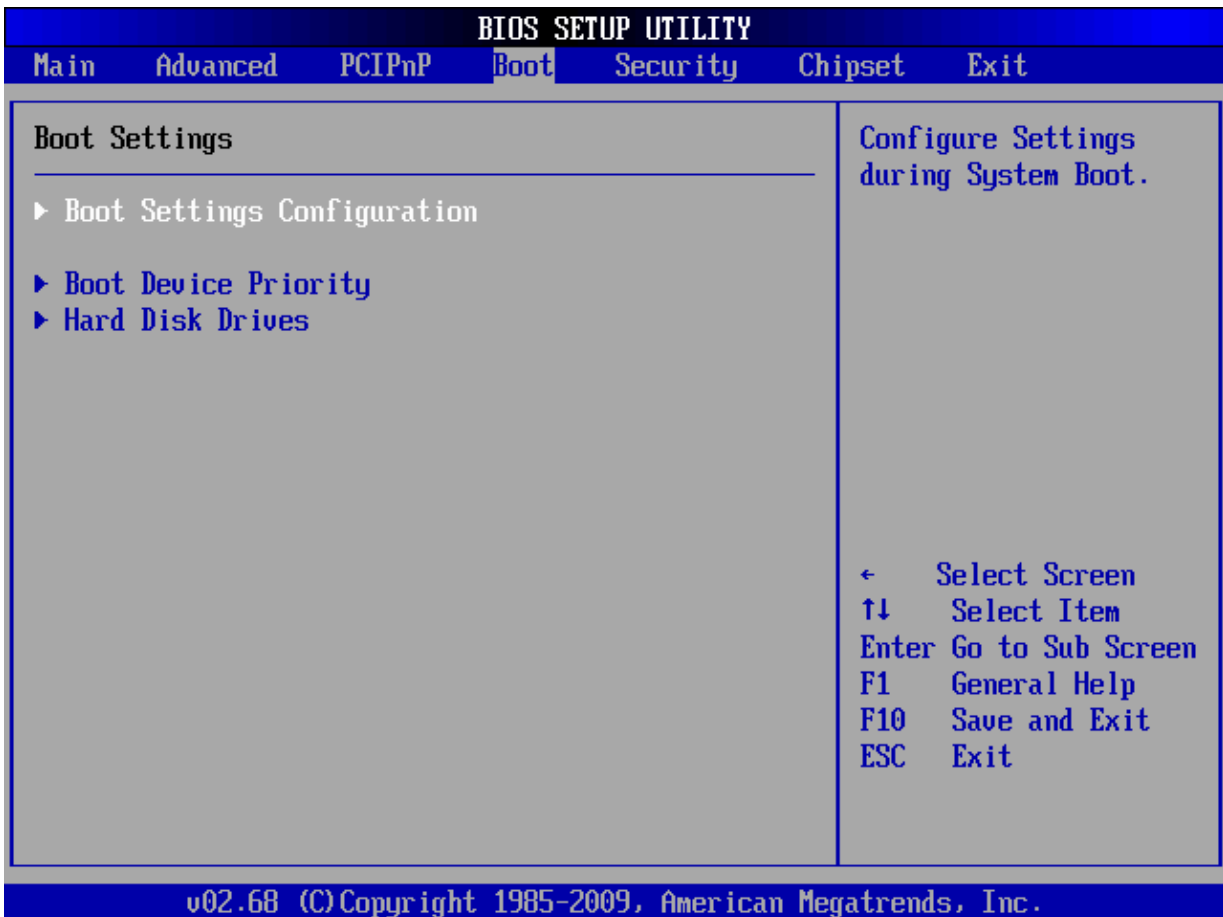 BIOS SETUP UTILITY
Main Advanced PCIPnP Boot Security Chipset Exit
Boot Settings
▶ Boot Settings Configuration
▶ Boot Device Priority
▶ Hard Disk Drives
Configure Settings
during System Boot.
← Select Screen
↑↓ Select Item
Enter Go to Sub Screen
F1 General Help
F10 Save and Exit
ESC Exit
v02.68 (C)Copyright 1985-2009, American Megatrends, Inc.